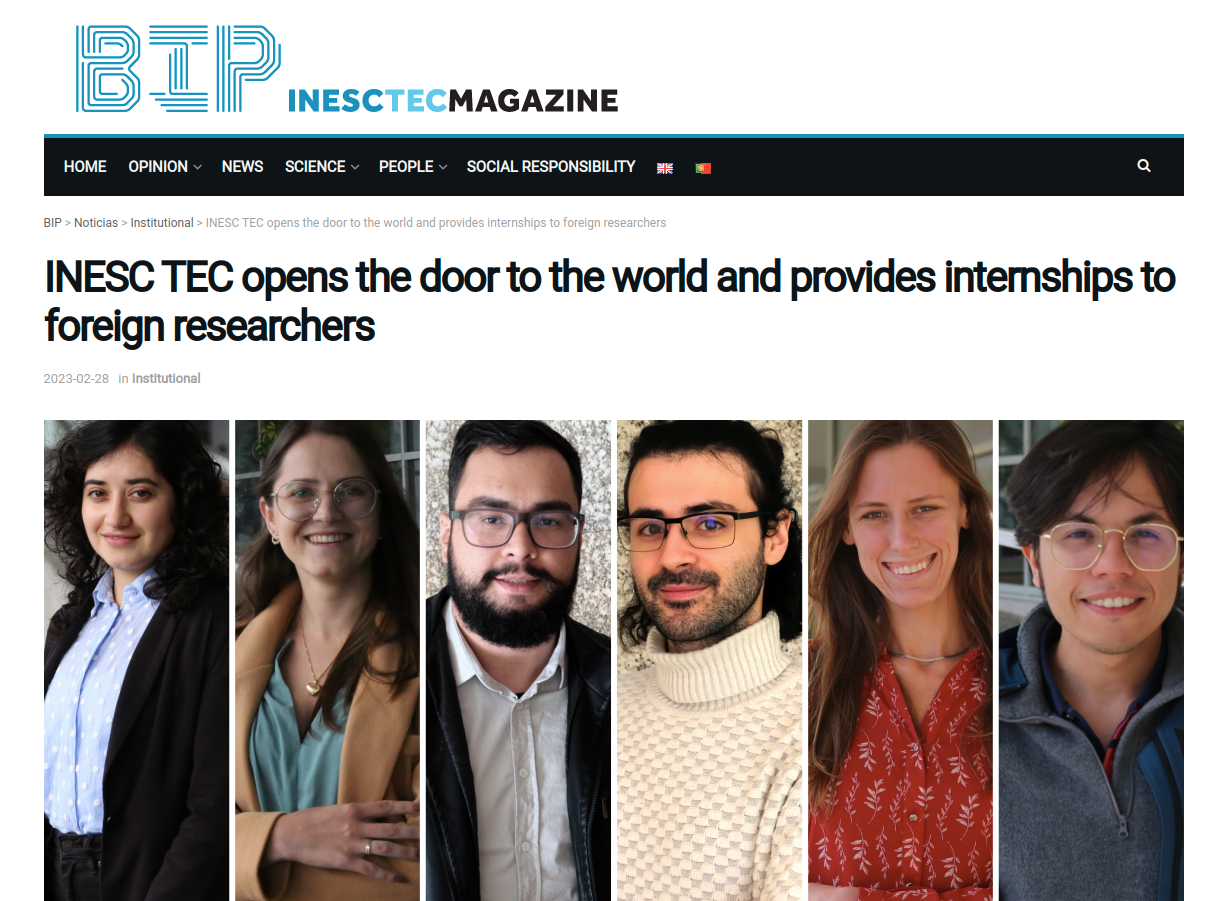 BIP INESCTECMAGAZINE
HOME OPINION NEWS SCIENCE PEOPLE SOCIAL RESPONSIBILITY
BIP > Noticias > Institutional > INESC TEC opens the door to the world and provides internships to foreign researchers
INESC TEC opens the door to the world and provides internships to
foreign researchers
2023-02-28 in Institutional